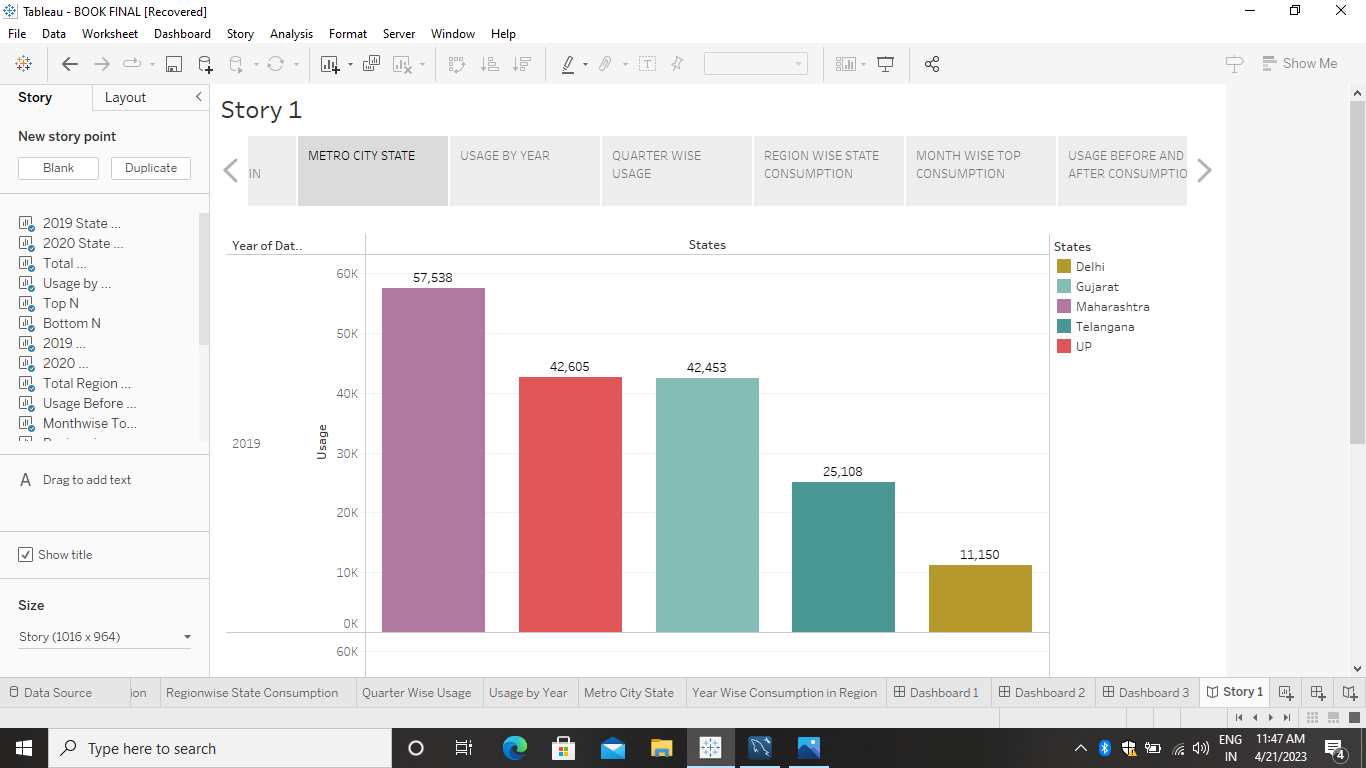 Tableau - BOOK FINAL [Recovered]
File Data Worksheet Dashboard Story Analysis Format Server Window Help
Show Me
Story Layout
New story point
Blank Duplicate
2019 State ...
2020 State ...
Total ...
Usage by ...
Top N
Bottom N
2019 ...
2020 ...
Total Region ...
Usage Before ...
Monthwise To...
A Drag to add text
Show title
Size
Story (1016 x 964)
Story 1
IN
METRO CITY STATE
USAGE BY YEAR
QUARTER WISE
USAGE
REGION WISE STATE
CONSUMPTION
MONTH WISE TOP
CONSUMPTION
USAGE BEFORE AND
AFTER CONSUMPTIO
Year of Dat..
States
60K
50K
40K
30K
20K
10K
0K
60K
Usage
2019
57,538
42,605
42,453
25,108
11,150
States
Delhi
Gujarat
Maharashtra
Telangana
UP
Data Source ion Regionwise State Consumption Quarter Wise Usage Usage by Year Metro City State Year Wise Consumption in Region Dashboard 1 Dashboard 2 Dashboard 3 Story 1
Type here to search
ENG
IN
11:47 AM
4/21/2023
4